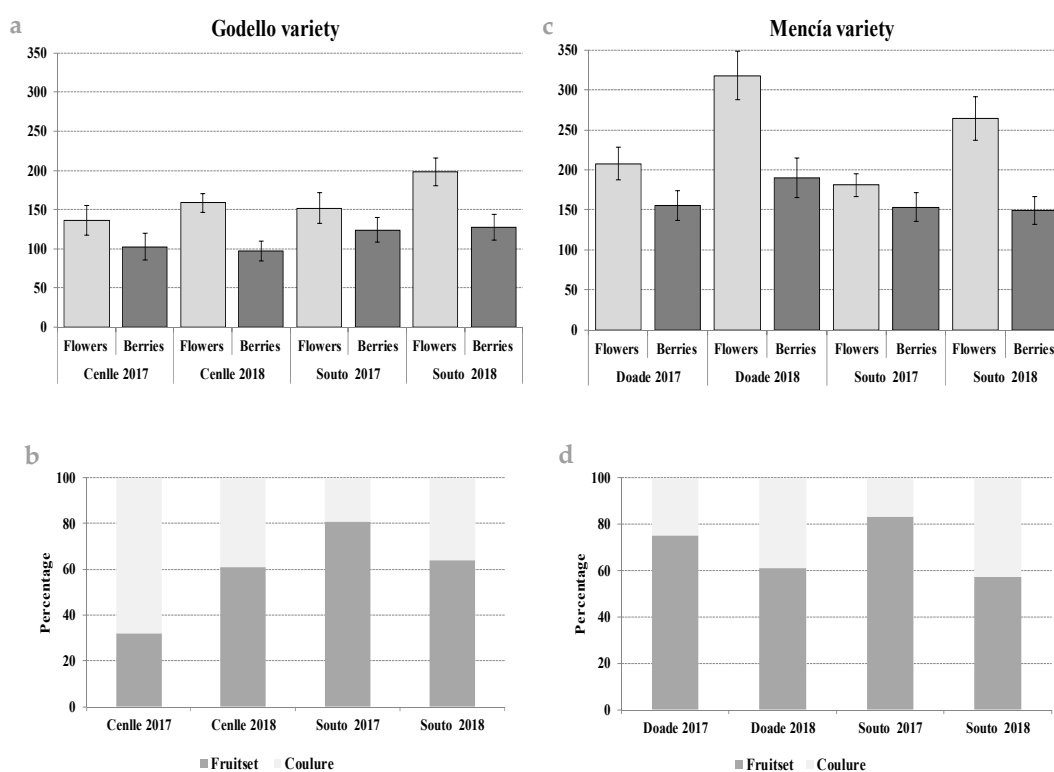 a
Godello variety
350
300
250
200
150
100
50
0
Flowers Berries Flowers Berries Flowers Berries Flowers Berries
Cenlle 2017 Cenlle 2018 Souto 2017 Souto 2018
c
Mencía variety
350
300
250
200
150
100
50
0
Flowers Berries Flowers Berries Flowers Berries Flowers Berries
Doade 2017 Doade 2018 Souto 2017 Souto 2018
b
Percentage
100
80
60
40
20
0
Cenlle 2017 Cenlle 2018 Souto 2017 Souto 2018
Fruitset Coulure
d
Percentage
100
80
60
40
20
0
Doade 2017 Doade 2018 Souto 2017 Souto 2018
Fruitset Coulure